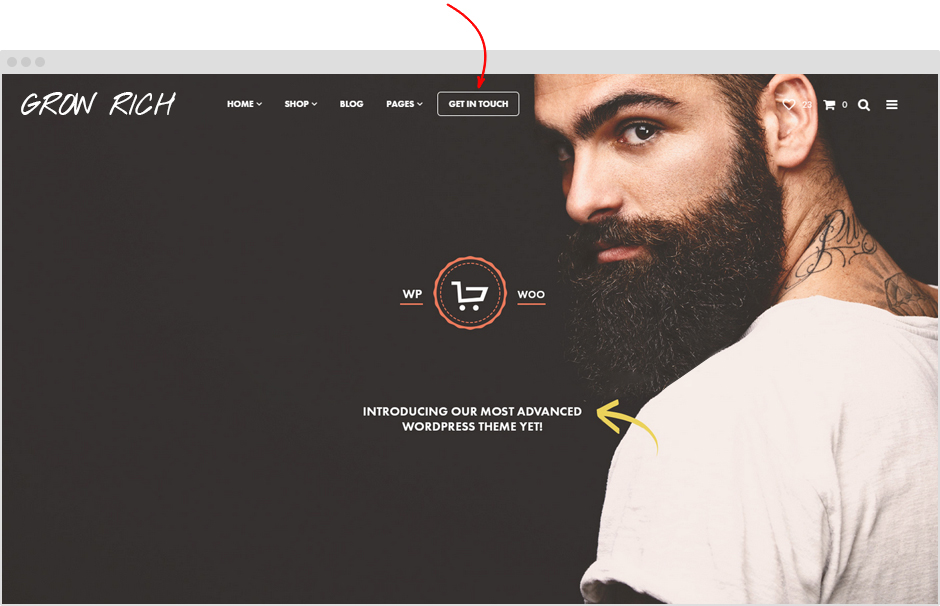 GROW RICH
HOME
SHOP
BLOG
PAGES
GET IN TOUCH
23
0
WP
WOO
INTRODUCING OUR MOST ADVANCED
WORDPRESS THEME YET!